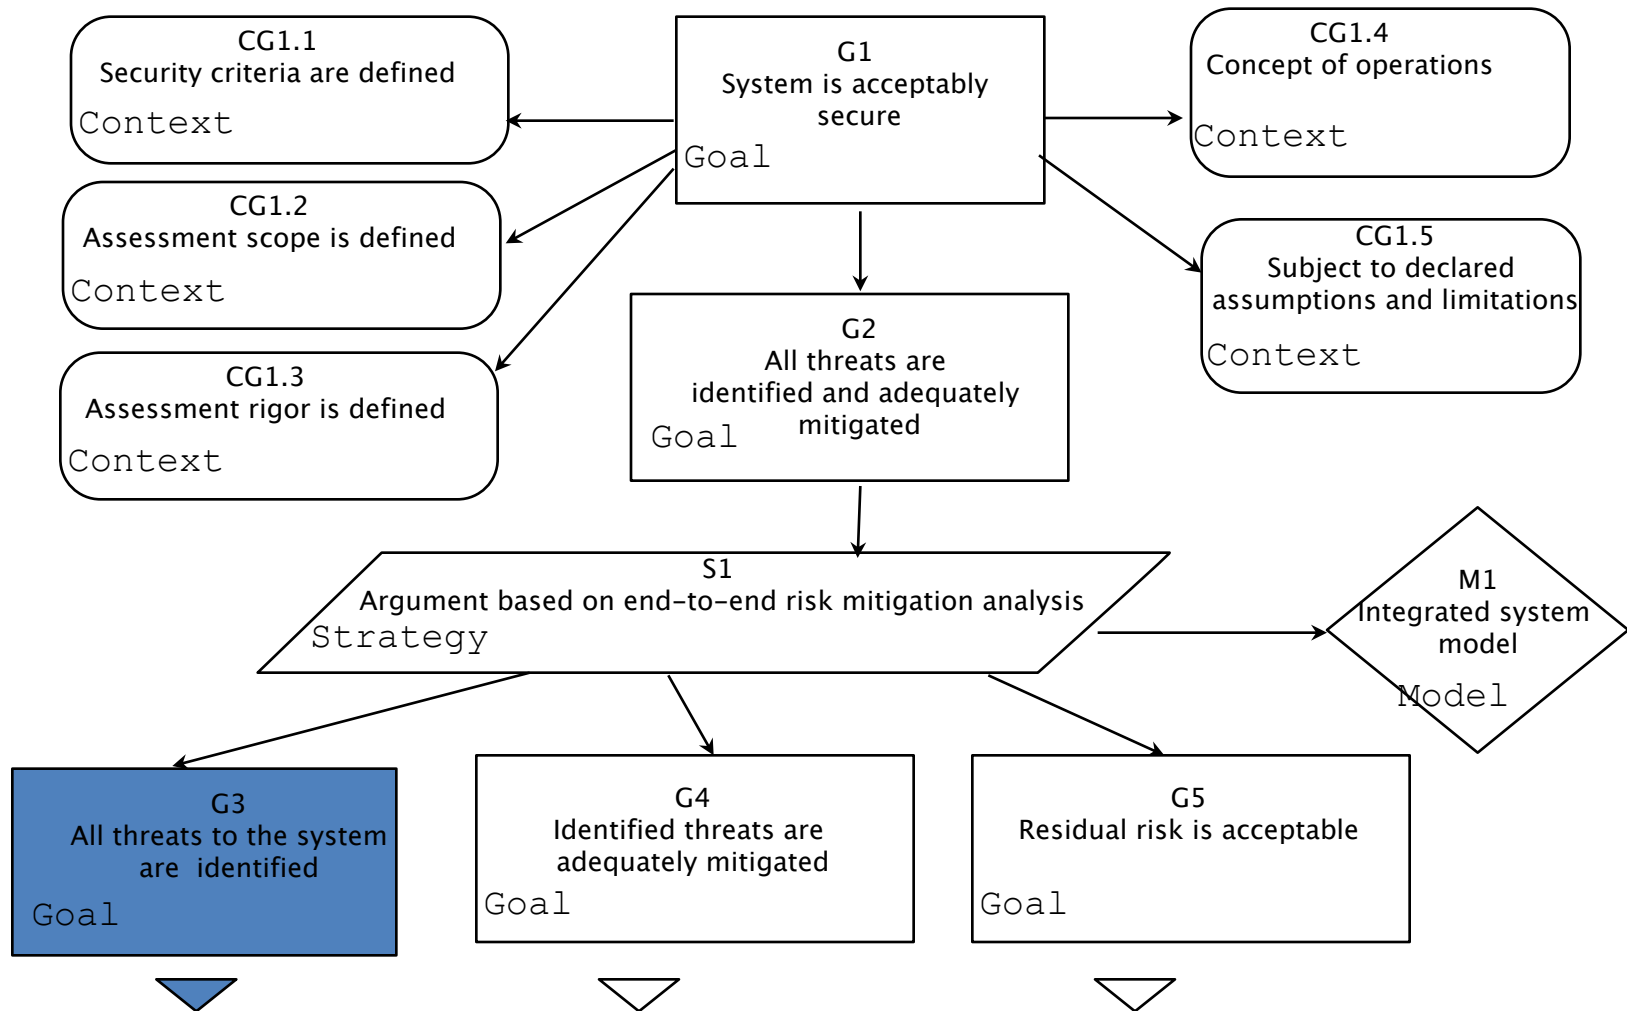 CG1.1
Security criteria are defined
Context
G1
System is acceptably
secure
Goal
CG1.4
Concept of operations
Context
CG1.2
Assessment scope is defined
Context
CG1.5
Subject to declared
assumptions and limitations
Context
G2
All threats are
identified and adequately
mitigated
Goal
CG1.3
Assessment rigor is defined
Context
S1
Argument based on end-to-end risk mitigation analysis
Strategy
M1
Integrated system
model
Model
G3
All threats to the system
are identified
Goal
G4
Identified threats are
adequately mitigated
Goal
G5
Residual risk is acceptable
Goal